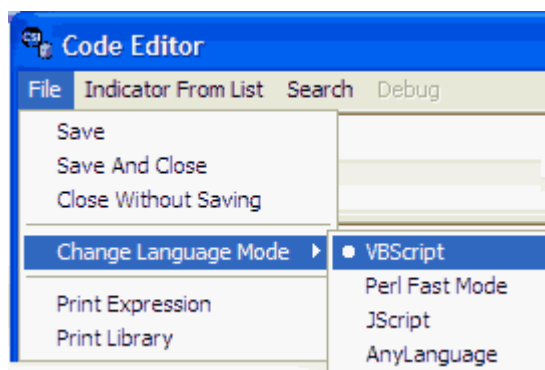 Code Editor
File Indicator From List Search Debug
Save
Save And Close
Close Without Saving
Change Language Mode
VBScript
Perl Fast Mode
JScript
AnyLanguage
Print Expression
Print Library